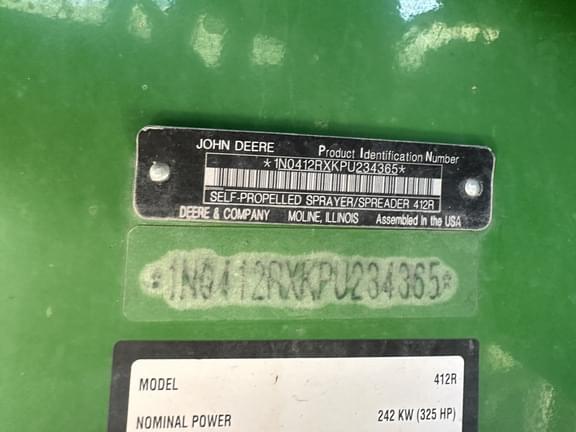 JOHN DEERE Product Identification Number
*1N0412RXKPU234365*
SELF-PROPELLED SPRAYER/SPREADER 412R
DEERE & COMPANY MOLINE, ILLINOIS Assembled in the USA
*1N0412RXKPU234365*
MODEL 412R
NOMINAL POWER 242 KW (325 HP)